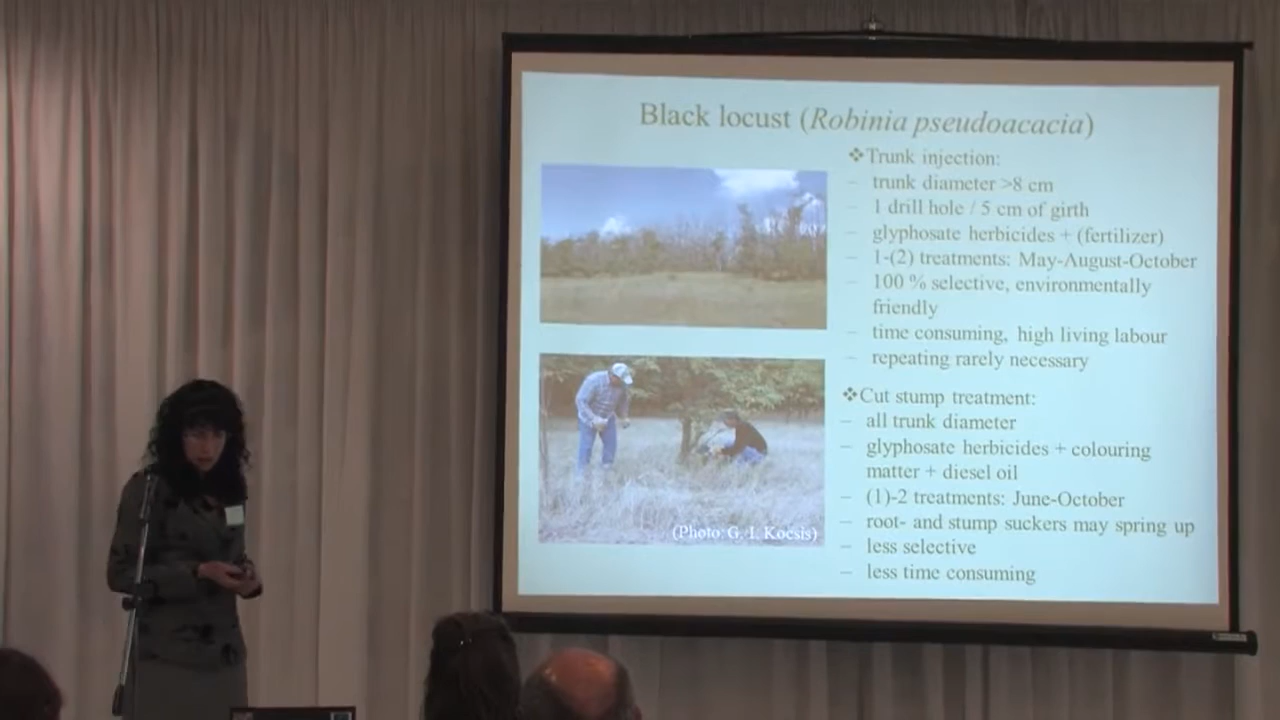 Black locust (Robinia pseudoacacia)
❖Trunk injection:
– trunk diameter >8 cm
– 1 drill hole / 5 cm of girth
– glyphosate herbicides + (fertilizer)
– 1-(2) treatments: May-August-October
– 100 % selective, environmentally
friendly
– time consuming, high living labour
– repeating rarely necessary
❖Cut stump treatment:
– all trunk diameter
– glyphosate herbicides + colouring
matter + diesel oil
– (1)-2 treatments: June-October
– root- and stump suckers may spring up
– less selective
– less time consuming
(Photo: G. I. Kocsis)